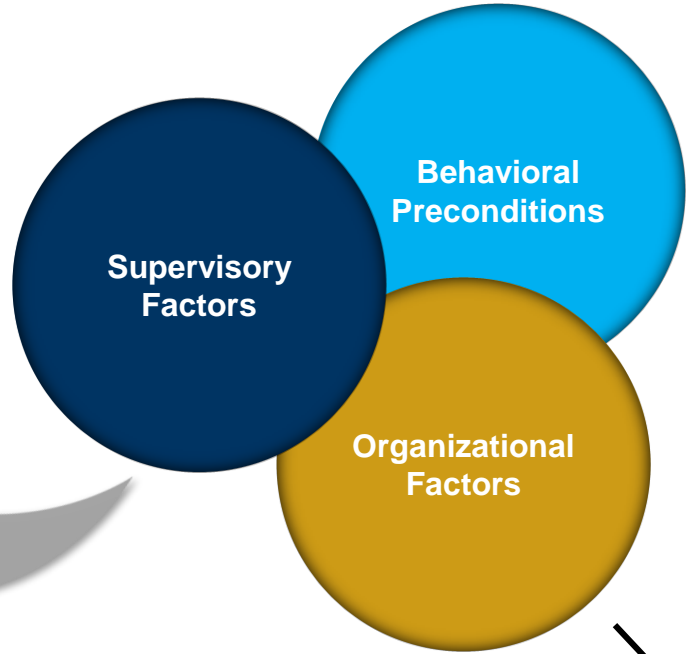 Behavioral
Preconditions
Supervisory
Factors
Organizational
Factors